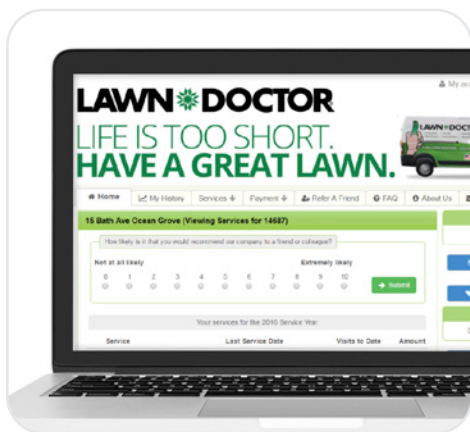 My
LAWN DOCTOR
LIFE IS TOO SHORT.
HAVE A GREAT LAWN.
LAWN DOCT
Home My History Services Payment Refer A Friend FAQ About Us
15 Bath Ave Ocean Grove (Viewing Services for 14687)
How likely is it that you would recommend our company to a friend or colleague?
Not at all likely Extremely likely
0 1 2 3 4 5 6 7 8 9 10
Submit
Your services for the 2016 Service Year
Service Last Service Date Visits to Date Amount